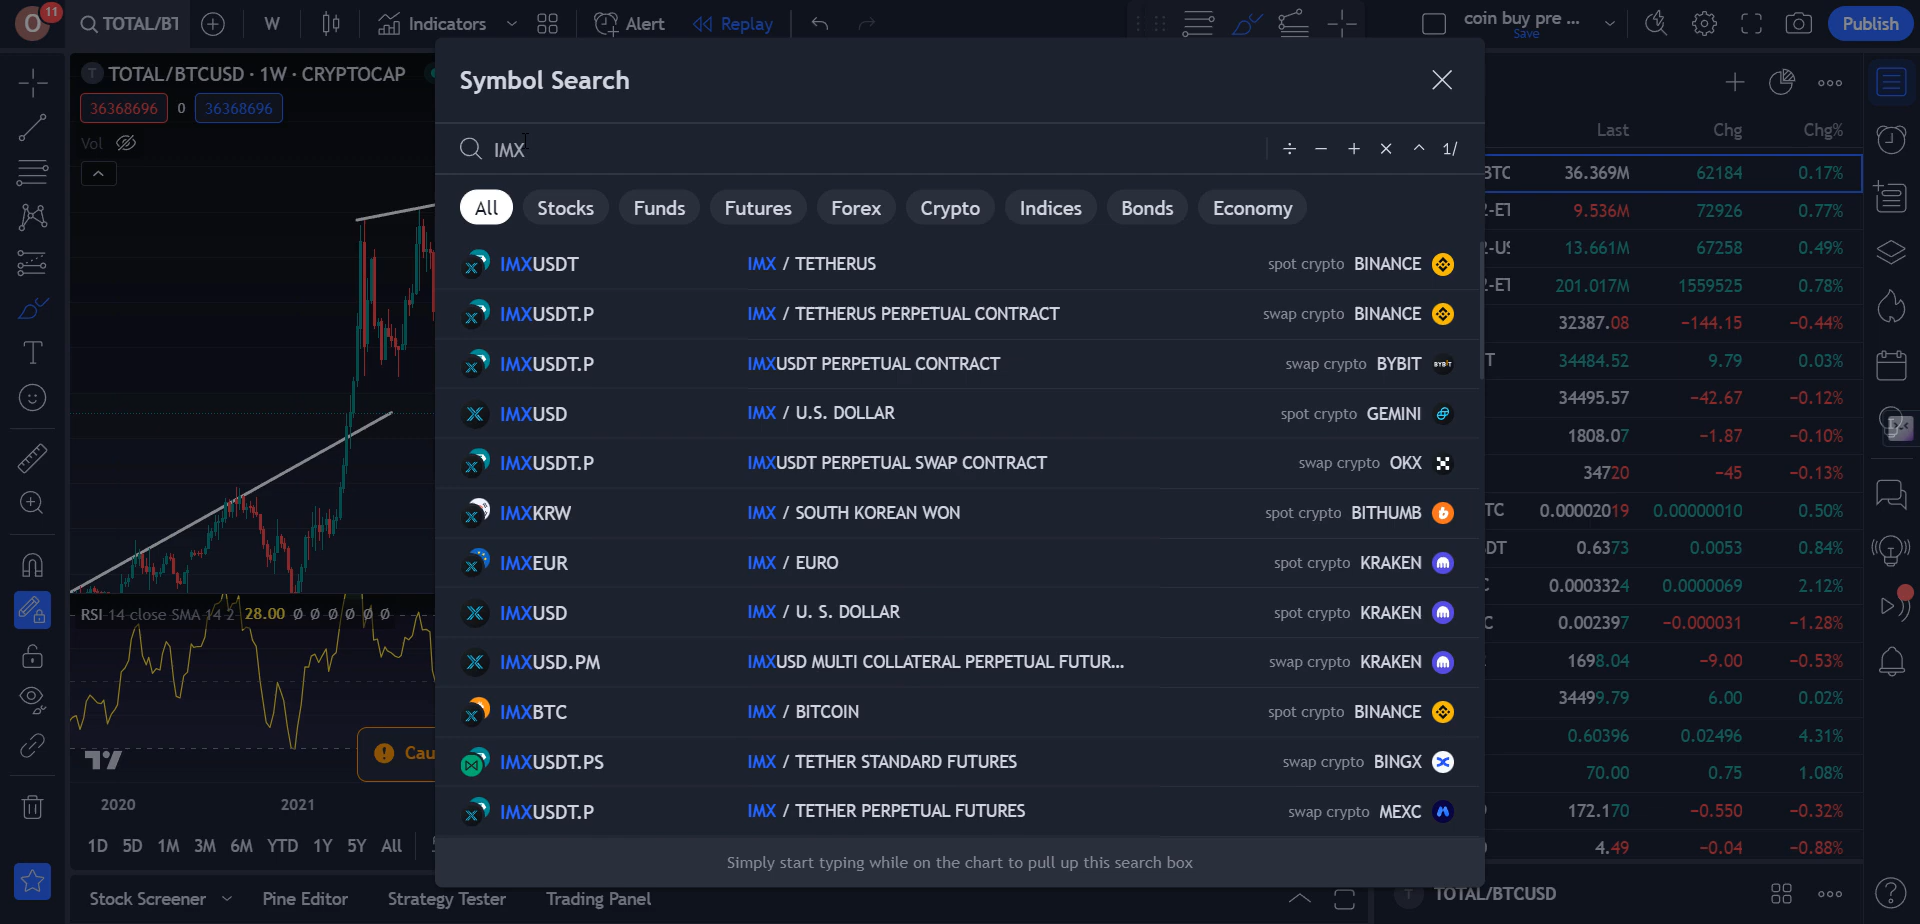 O 11 TOTAL/BT W Indicators Alert Replay coin buy pre ... Save Publish
T TOTAL/BTCUSD · 1W · CRYPTOCAP
36368696 0 36368696
Vol
RSI 14 close SMA 14 2 28.00 Ø Ø Ø Ø Ø Ø
Cau
2020 2021
1D 5D 1M 3M 6M YTD 1Y 5Y All
Stock Screener Pine Editor Strategy Tester Trading Panel
Symbol Search
IMX ÷ − + × ^ 1/
All Stocks Funds Futures Forex Crypto Indices Bonds Economy
IMXUSDT IMX / TETHERUS spot crypto BINANCE
IMXUSDT.P IMX / TETHERUS PERPETUAL CONTRACT swap crypto BINANCE
IMXUSDT.P IMXUSDT PERPETUAL CONTRACT swap crypto BYBIT
IMXUSD IMX / U.S. DOLLAR spot crypto GEMINI
IMXUSDT.P IMXUSDT PERPETUAL SWAP CONTRACT swap crypto OKX
IMXKRW IMX / SOUTH KOREAN WON spot crypto BITHUMB
IMXEUR IMX / EURO spot crypto KRAKEN
IMXUSD IMX / U. S. DOLLAR spot crypto KRAKEN
IMXUSD.PM IMXUSD MULTI COLLATERAL PERPETUAL FUTUR... swap crypto KRAKEN
IMXBTC IMX / BITCOIN spot crypto BINANCE
IMXUSDT.PS IMX / TETHER STANDARD FUTURES swap crypto BINGX
IMXUSDT.P IMX / TETHER PERPETUAL FUTURES swap crypto MEXC
Simply start typing while on the chart to pull up this search box
Last Chg Chg%
BTC 36.369M 62184 0.17%
9.536M 72926 0.77%
13.661M 67258 0.49%
201.017M 1559525 0.78%
32387.08 −144.15 −0.44%
T 34484.52 9.79 0.03%
34495.57 −42.67 −0.12%
1808.07 −1.87 −0.10%
34720 −45 −0.13%
TC 0.00002019 0.00000010 0.50%
DT 0.6373 0.0053 0.84%
C 0.0003324 0.0000069 2.12%
C 0.002397 −0.000031 −1.28%
1698.04 −9.00 −0.53%
34499.79 6.00 0.02%
0.60396 0.02496 4.31%
70.00 0.75 1.08%
172.170 −0.550 −0.32%
4.49 −0.04 −0.88%
T TOTAL/BTCUSD